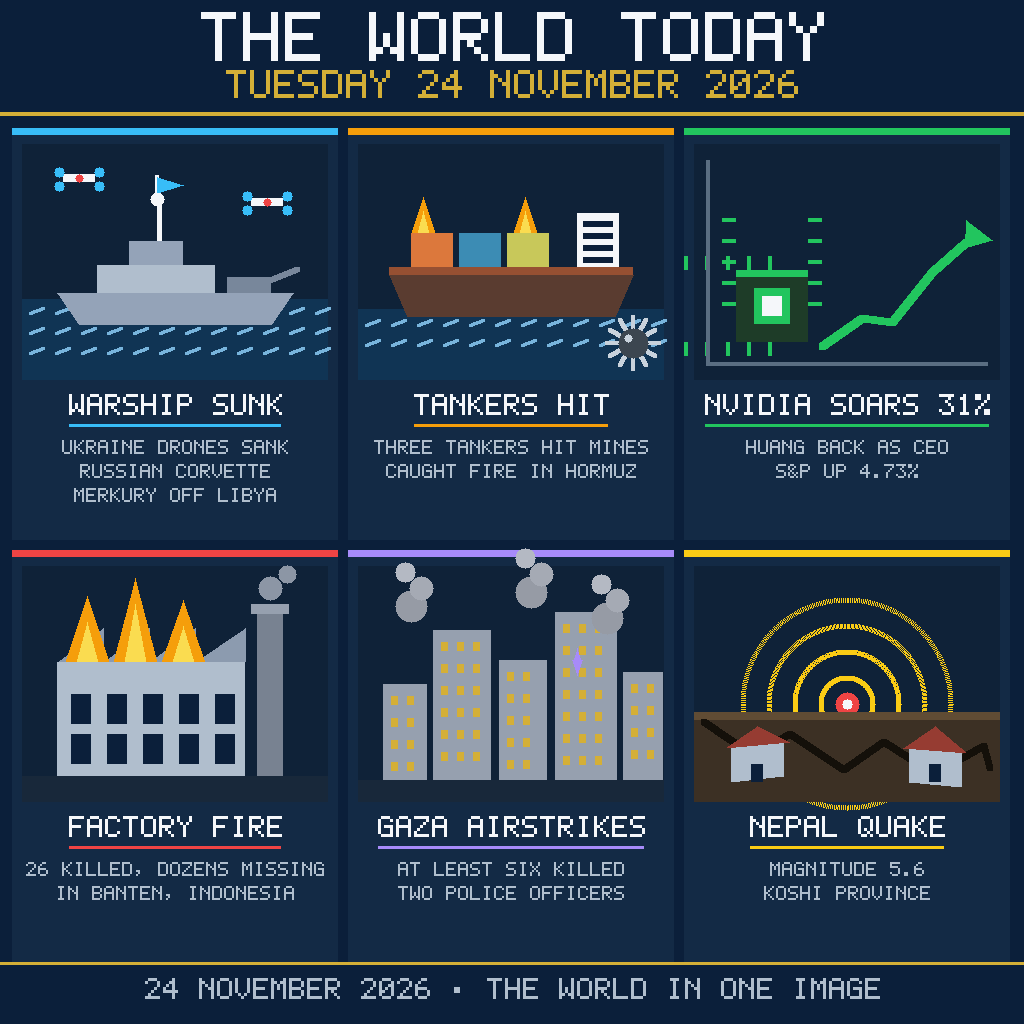 THE WORLD TODAY
TUESDAY 24 NOVEMBER 2026
WARSHIP SUNK
UKRAINE DRONES SANK
RUSSIAN CORVETTE
MERKURY OFF LIBYA
TANKERS HIT
THREE TANKERS HIT MINES
CAUGHT FIRE IN HORMUZ
NVIDIA SOARS 31%
HUANG BACK AS CEO
S&P UP 4.73%
FACTORY FIRE
26 KILLED, DOZENS MISSING
IN BANTEN, INDONESIA
GAZA AIRSTRIKES
AT LEAST SIX KILLED
TWO POLICE OFFICERS
NEPAL QUAKE
MAGNITUDE 5.6
KOSHI PROVINCE
24 NOVEMBER 2026 · THE WORLD IN ONE IMAGE